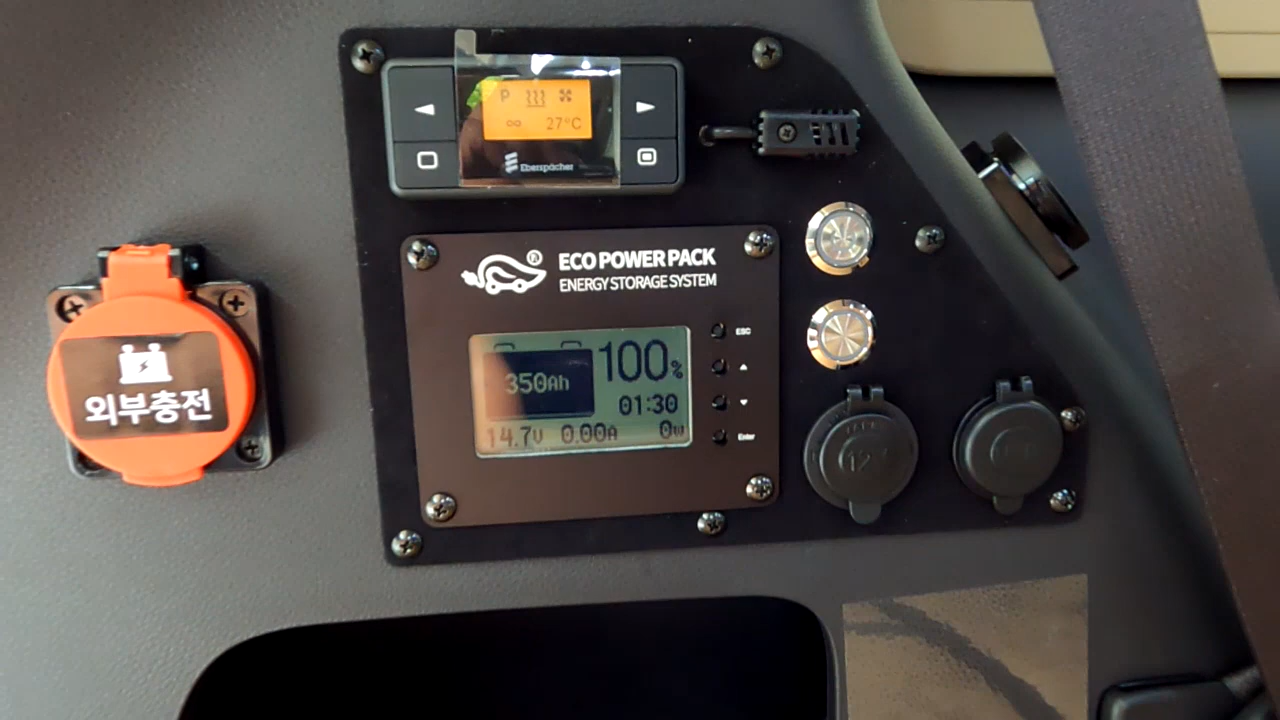 P
∞ 27°C
Eberspächer
ECO POWER PACK
ENERGY STORAGE SYSTEM
350Ah
100%
01:30
14.7V 0.00A 0W
ESC
Enter
외부충전
12V